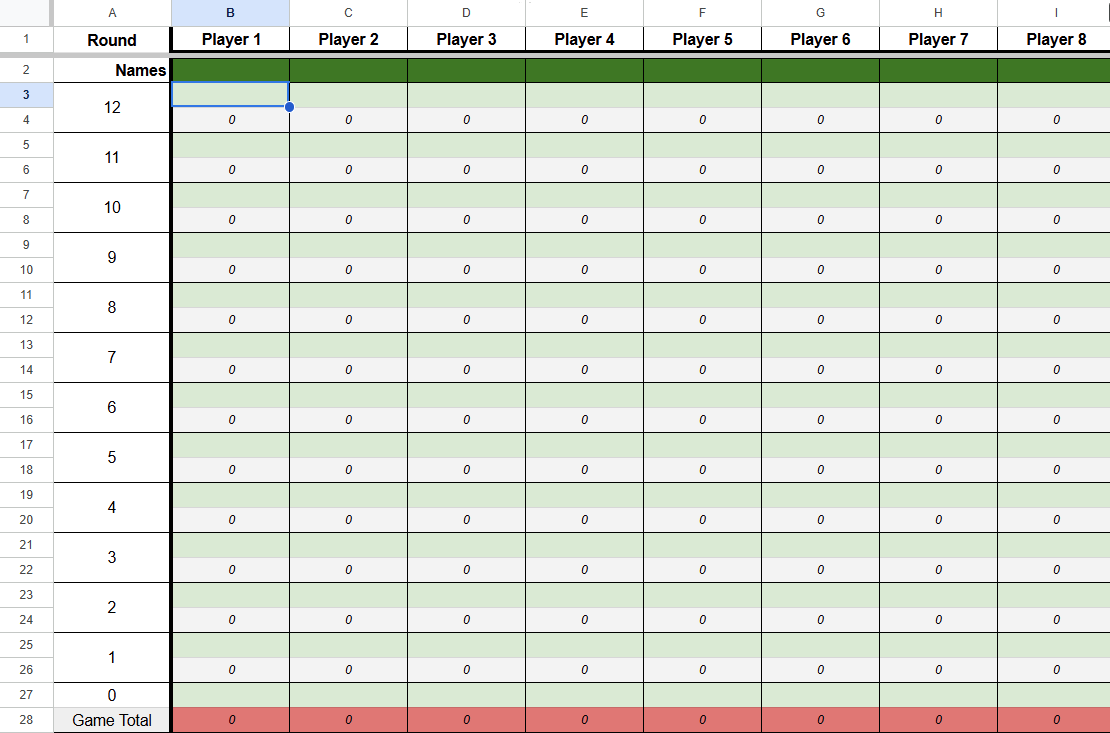 A B C D E F G H I
1 Round Player 1 Player 2 Player 3 Player 4 Player 5 Player 6 Player 7 Player 8
2 Names
3
12
4 0 0 0 0 0 0 0 0
5
11
6 0 0 0 0 0 0 0 0
7
10
8 0 0 0 0 0 0 0 0
9
9
10 0 0 0 0 0 0 0 0
11
8
12 0 0 0 0 0 0 0 0
13
7
14 0 0 0 0 0 0 0 0
15
6
16 0 0 0 0 0 0 0 0
17
5
18 0 0 0 0 0 0 0 0
19
4
20 0 0 0 0 0 0 0 0
21
3
22 0 0 0 0 0 0 0 0
23
2
24 0 0 0 0 0 0 0 0
25
1
26 0 0 0 0 0 0 0 0
27 0
28 Game Total 0 0 0 0 0 0 0 0